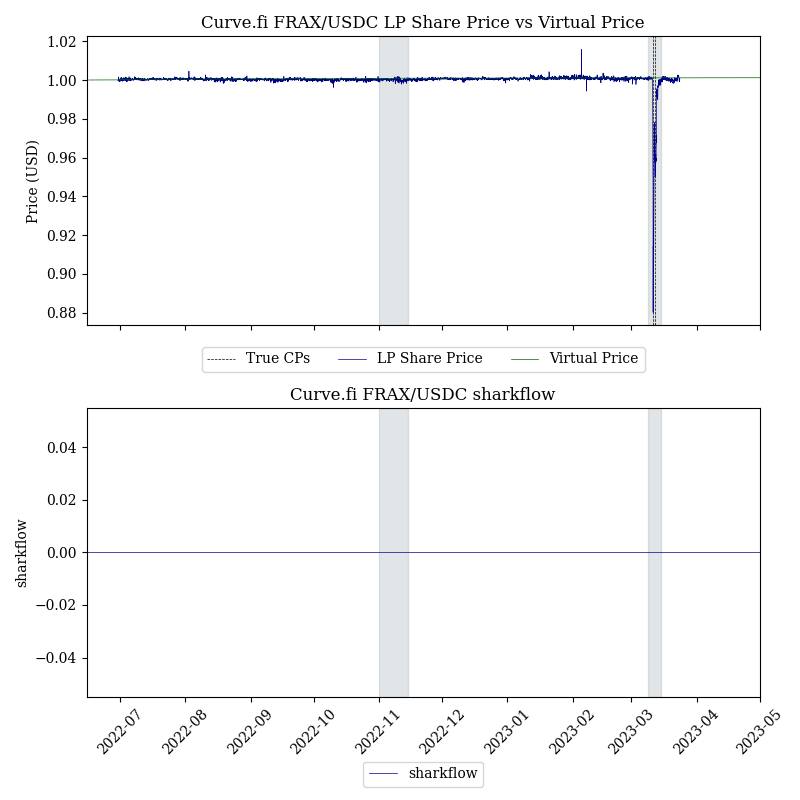 Curve.fi FRAX/USDC LP Share Price vs Virtual Price
1.02
1.00
0.98
0.96
0.94
0.92
0.90
0.88
Price (USD)
True CPs LP Share Price Virtual Price
Curve.fi FRAX/USDC sharkflow
0.04
0.02
0.00
−0.02
−0.04
sharkflow
2022-07 2022-08 2022-09 2022-10 2022-11 2022-12 2023-01 2023-02 2023-03 2023-04 2023-05
sharkflow